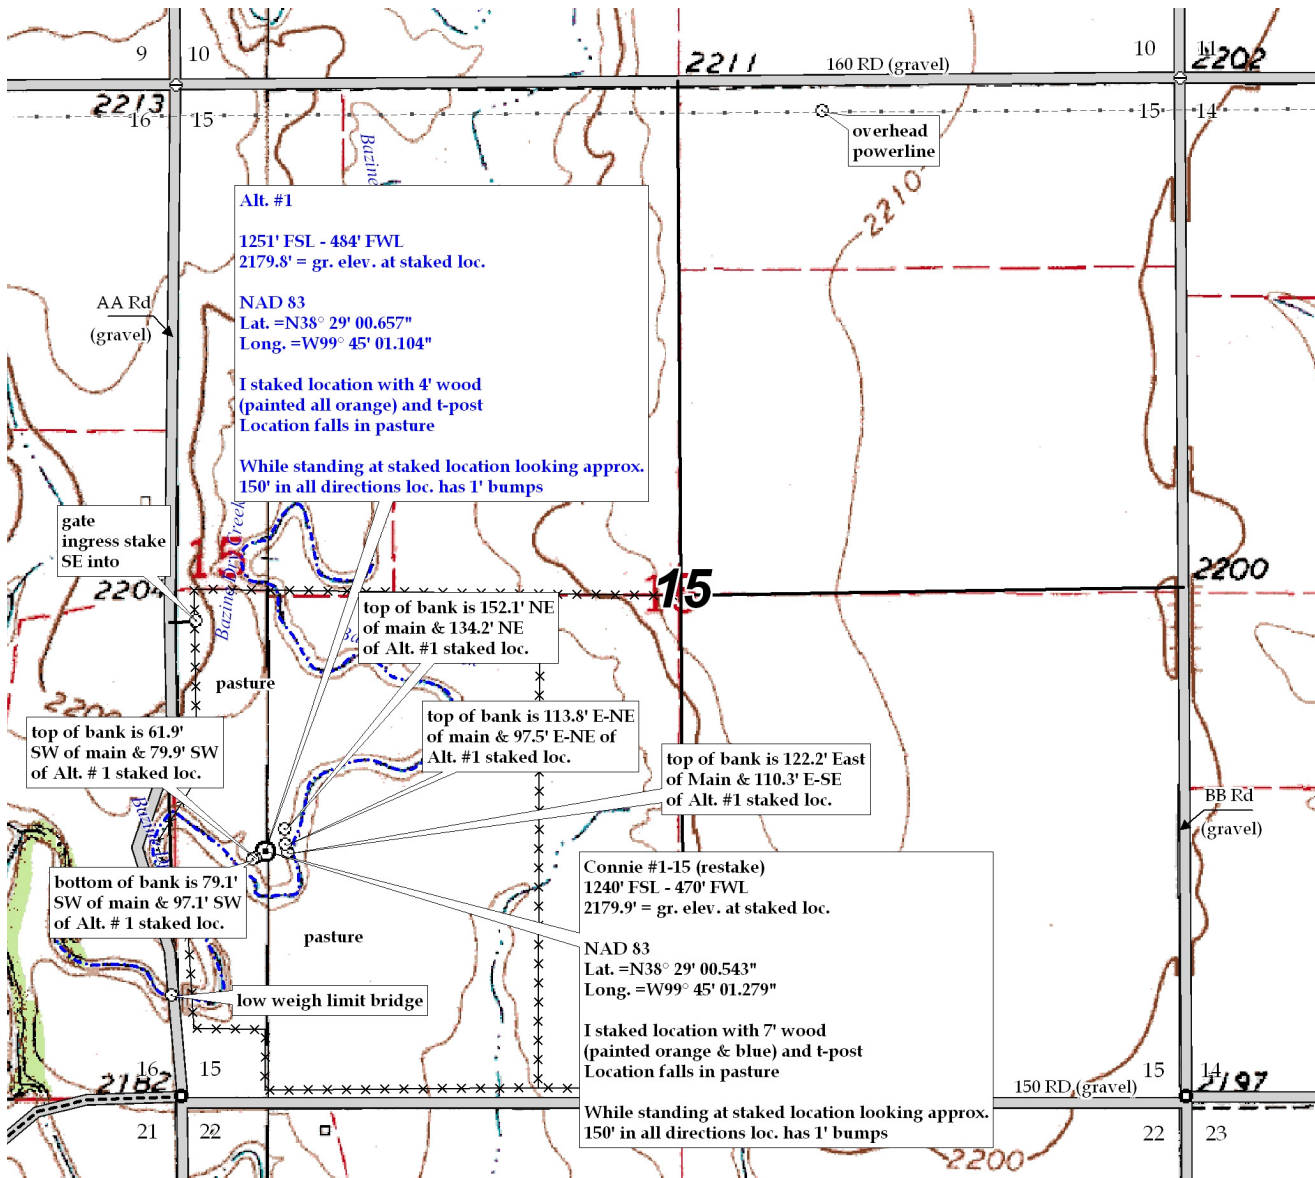 9
10
2211
160 RD (gravel)
10
11
2202
2213
16
15
15
14
overhead
powerline
Bazine
2210
Alt. #1
1251' FSL - 484' FWL
2179.8' = gr. elev. at staked loc.
NAD 83
Lat. =N38° 29' 00.657"
Long. =W99° 45' 01.104"
I staked location with 4' wood
(painted all orange) and t-post
Location falls in pasture
While standing at staked location looking approx.
150' in all directions loc. has 1' bumps
AA Rd
(gravel)
gate
ingress stake
SE into
15
Bazine Dry Creek
2204
15
15
2200
top of bank is 152.1' NE
of main & 134.2' NE
of Alt. #1 staked loc.
pasture
2200
top of bank is 61.9'
SW of main & 79.9' SW
of Alt. # 1 staked loc.
top of bank is 113.8' E-NE
of main & 97.5' E-NE of
Alt. #1 staked loc.
top of bank is 122.2' East
of Main & 110.3' E-SE
of Alt. #1 staked loc.
BB Rd
(gravel)
bottom of bank is 79.1'
SW of main & 97.1' SW
of Alt. # 1 staked loc.
pasture
Connie #1-15 (restake)
1240' FSL - 470' FWL
2179.9' = gr. elev. at staked loc.
NAD 83
Lat. =N38° 29' 00.543"
Long. =W99° 45' 01.279"
I staked location with 7' wood
(painted orange & blue) and t-post
Location falls in pasture
While standing at staked location looking approx.
150' in all directions loc. has 1' bumps
low weigh limit bridge
16
15
2182
150 RD (gravel)
15
14
2197
21
22
22
23
2200